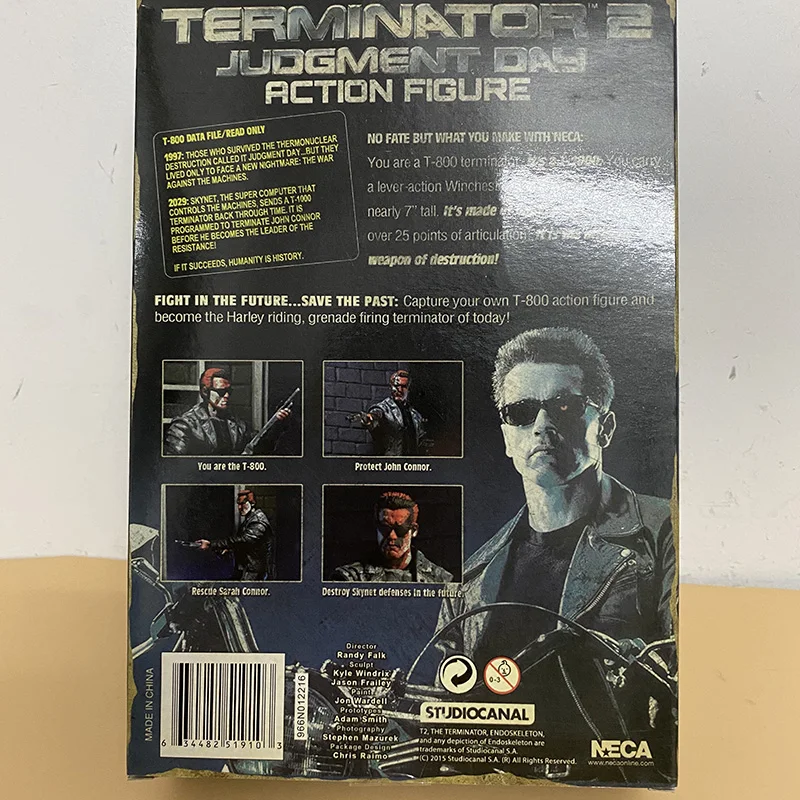 TERMINATOR 2
™
JUDGMENT DAY
ACTION FIGURE
T-800 DATA FILE/READ ONLY
1997: THOSE WHO SURVIVED THE THERMONUCLEAR
DESTRUCTION CALLED IT JUDGMENT DAY...BUT THEY
LIVED ONLY TO FACE A NEW NIGHTMARE: THE WAR
AGAINST THE MACHINES.
2029: SKYNET, THE SUPER COMPUTER THAT
CONTROLS THE MACHINES, SENDS A T-1000
TERMINATOR BACK THROUGH TIME. IT IS
PROGRAMMED TO TERMINATE JOHN CONNOR
BEFORE HE BECOMES THE LEADER OF THE
RESISTANCE!
IF IT SUCCEEDS, HUMANITY IS HISTORY.
NO FATE BUT WHAT YOU MAKE WITH NECA:
You are a T-800 terminator You carry
a lever-action
nearly 7" tall. It's made
over 25 points of articulation
weapon of destruction!
FIGHT IN THE FUTURE...SAVE THE PAST: Capture your own T-800 action figure and
become the Harley riding, grenade firing terminator of today!
You are the T-800.
Protect John Connor.
Rescue Sarah Connor.
Destroy Skynet defenses in the future.
MADE IN CHINA
6 34482 51910 3
966N012216
Director
Randy Falk
Sculpt
Kyle Windrix
Jason Frailey
Paint
Jon Wardell
Prototypes
Adam Smith
Photography
Stephen Mazurek
Package Design
Chris Raimo
0-3
STUDIOCANAL
T2, THE TERMINATOR, ENDOSKELETON,
and any depiction of Endoskeleton are
trademarks of Studiocanal S.A.
(C) 2015 Studiocanal S.A. (R) All Rights Reserved.
NECA
www.necaonline.com